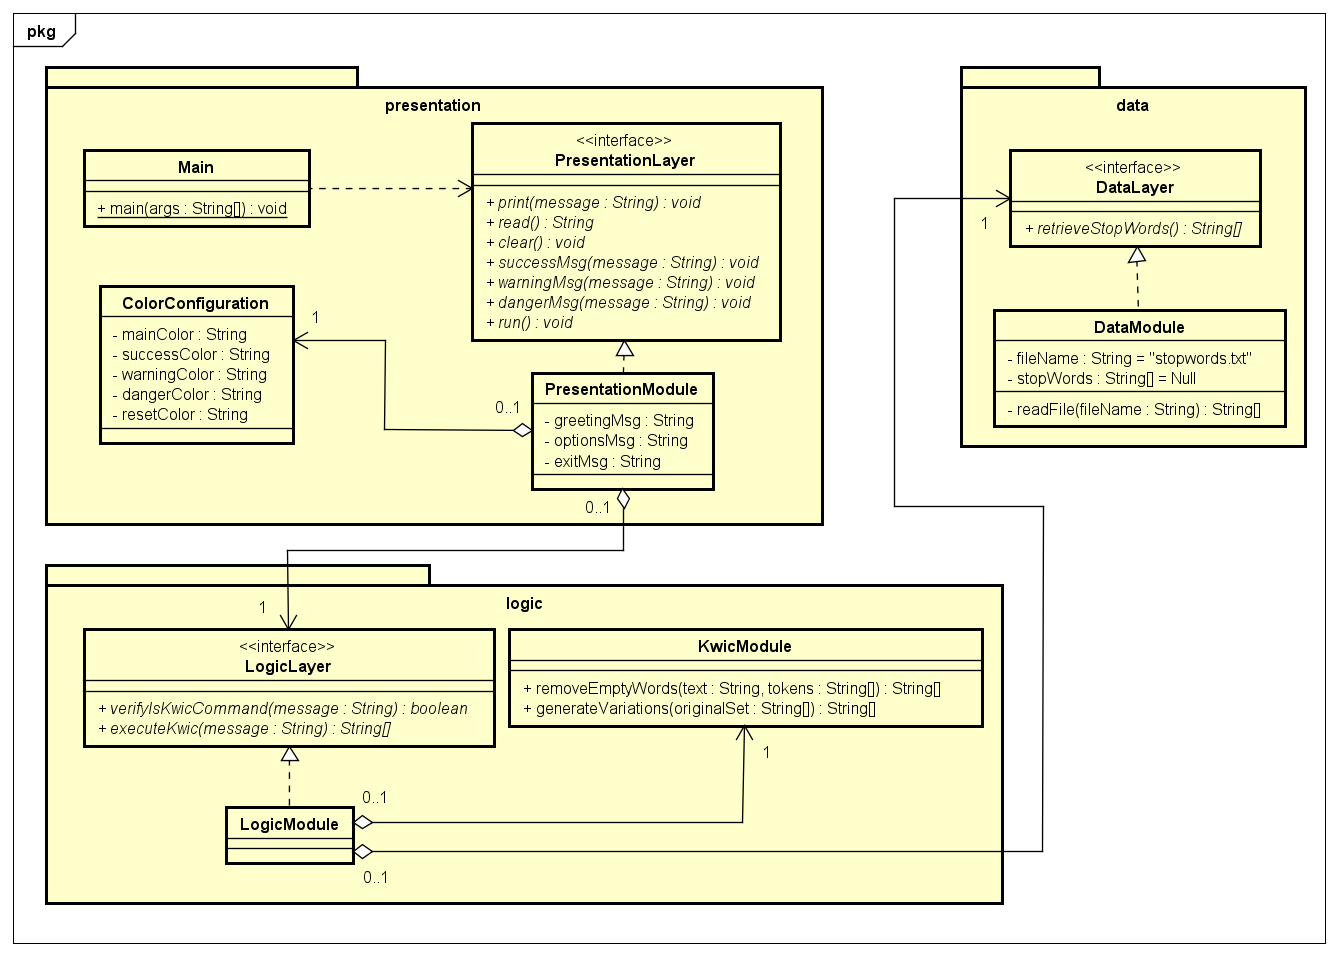 pkg
presentation
Main
+ main(args : String[]) : void
<<interface>>
PresentationLayer
+ print(message : String) : void
+ read() : String
+ clear() : void
+ successMsg(message : String) : void
+ warningMsg(message : String) : void
+ dangerMsg(message : String) : void
+ run() : void
ColorConfiguration
- mainColor : String
- successColor : String
- warningColor : String
- dangerColor : String
- resetColor : String
1
0..1
PresentationModule
- greetingMsg : String
- optionsMsg : String
- exitMsg : String
0..1
data
<<interface>>
DataLayer
+ retrieveStopWords() : String[]
1
DataModule
- fileName : String = "stopwords.txt"
- stopWords : String[] = Null
- readFile(fileName : String) : String[]
logic
1
<<interface>>
LogicLayer
+ verifyIsKwicCommand(message : String) : boolean
+ executeKwic(message : String) : String[]
KwicModule
+ removeEmptyWords(text : String, tokens : String[]) : String[]
+ generateVariations(originalSet : String[]) : String[]
1
0..1
LogicModule
0..1